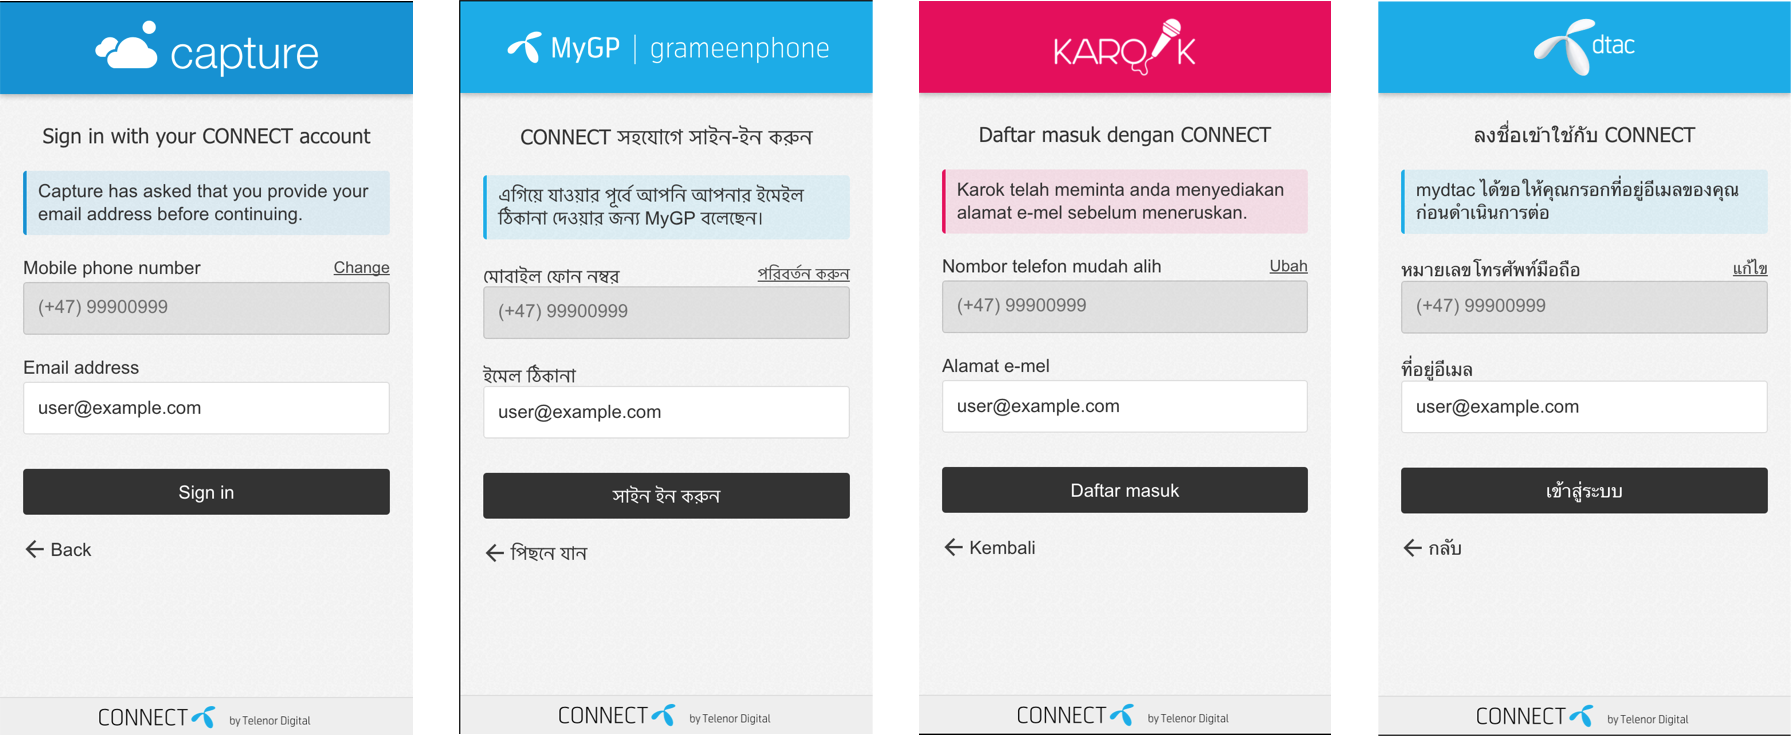 capture
Sign in with your CONNECT account
Capture has asked that you provide your
email address before continuing.
Mobile phone number Change
(+47) 99900999
Email address
user@example.com
Sign in
← Back
CONNECT by Telenor Digital
MyGP | grameenphone
CONNECT সহযোগে সাইন-ইন করুন
এগিয়ে যাওয়ার পূর্বে আপনি আপনার ইমেইল
ঠিকানা দেওয়ার জন্য MyGP বলেছেন।
মোবাইল ফোন নম্বর পরিবর্তন করুন
(+47) 99900999
ইমেল ঠিকানা
user@example.com
সাইন ইন করুন
← পিছনে যান
CONNECT by Telenor Digital
KAROK
Daftar masuk dengan CONNECT
Karok telah meminta anda menyediakan
alamat e-mel sebelum meneruskan.
Nombor telefon mudah alih Ubah
(+47) 99900999
Alamat e-mel
user@example.com
Daftar masuk
← Kembali
CONNECT by Telenor Digital
dtac
ลงชื่อเข้าใช้กับ CONNECT
mydtac ได้ขอให้คุณกรอกที่อยู่อีเมลของคุณ
ก่อนดำเนินการต่อ
หมายเลขโทรศัพท์มือถือ แก้ไข
(+47) 99900999
ที่อยู่อีเมล
user@example.com
เข้าสู่ระบบ
← กลับ
CONNECT by Telenor Digital